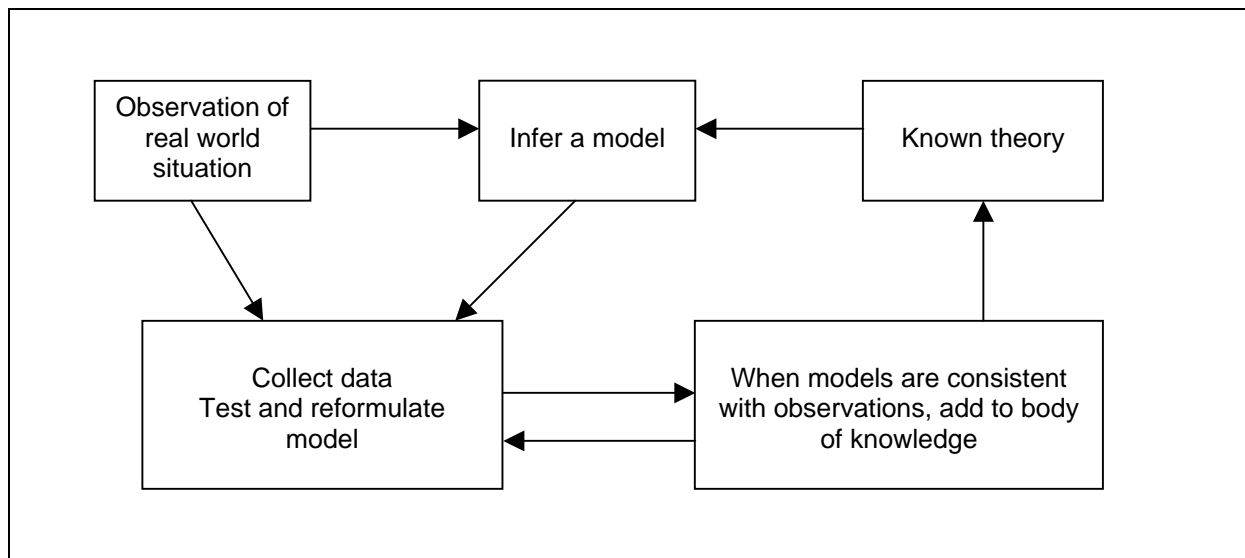 Observation of
real world
situation
Infer a model
Known theory
Collect data
Test and reformulate
model
When models are consistent
with observations, add to body
of knowledge